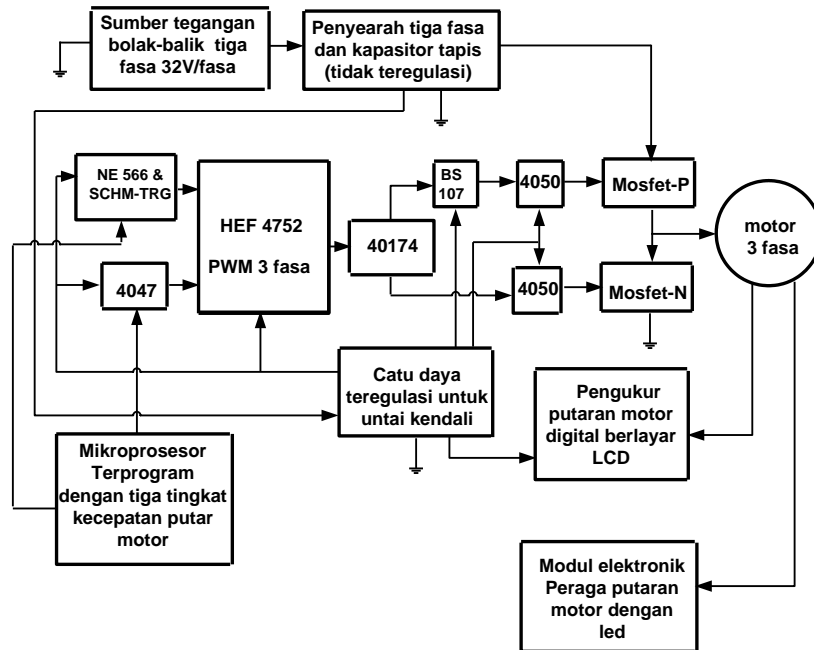 Sumber tegangan
bolak-balik tiga
fasa 32V/fasa
Penyearah tiga fasa
dan kapasitor tapis
(tidak teregulasi)
NE 566 &
SCHM-TRG
HEF 4752
PWM 3 fasa
4047
40174
BS
107
4050
4050
Mosfet-P
Mosfet-N
motor
3 fasa
Catu daya
teregulasi untuk
untai kendali
Pengukur
putaran motor
digital berlayar
LCD
Mikroprosesor
Terprogram
dengan tiga tingkat
kecepatan putar
motor
Modul elektronik
Peraga putaran
motor dengan
led